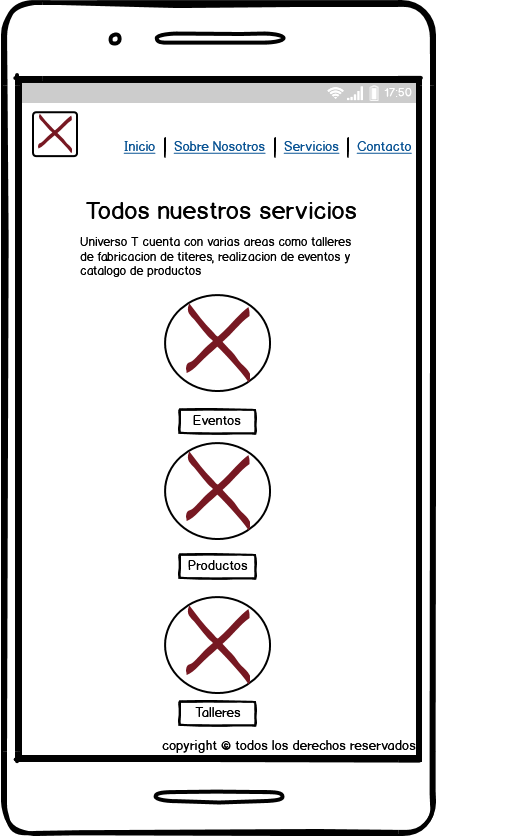 17:50
Inicio | Sobre Nosotros | Servicios | Contacto
Todos nuestros servicios
Universo T cuenta con varias areas como talleres
de fabricacion de titeres, realizacion de eventos y
catalogo de productos
Eventos
Productos
Talleres
copyright © todos los derechos reservados